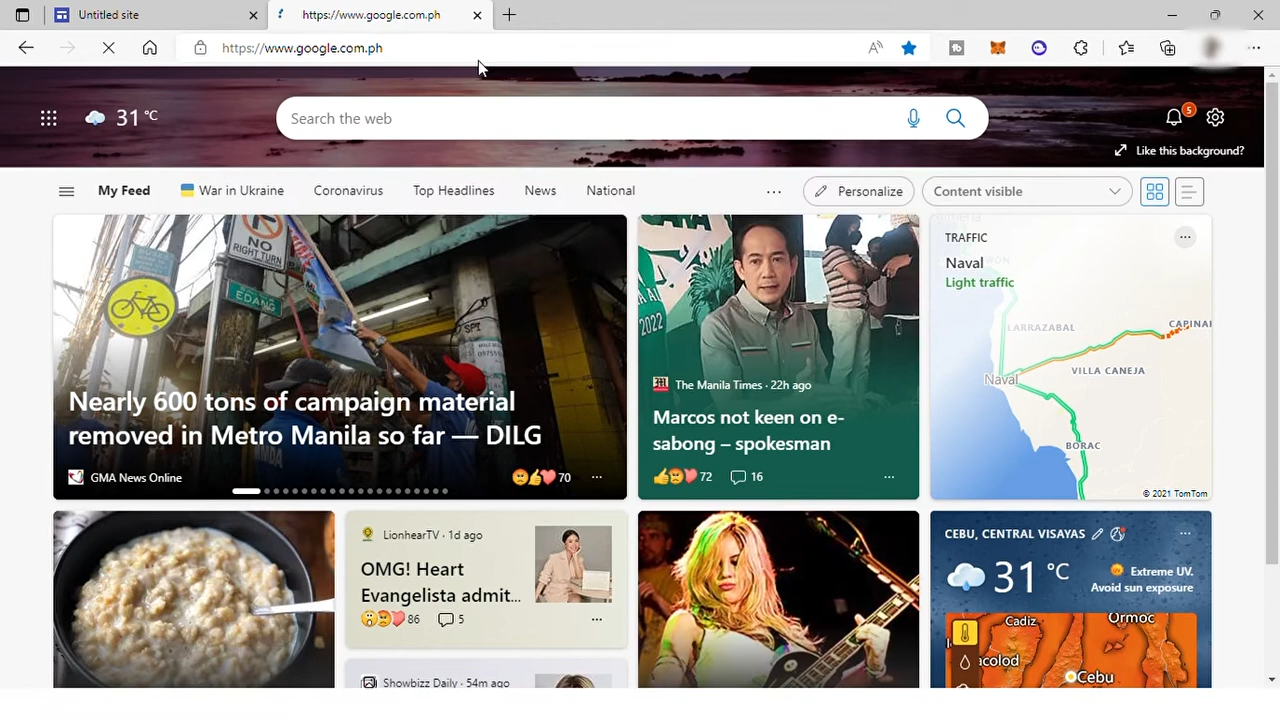 Untitled site
https://www.google.com.ph
https://www.google.com.ph
31 °C
Search the web
5
Like this background?
My Feed
War in Ukraine
Coronavirus
Top Headlines
News
National
Personalize
Content visible
NO
RIGHT TURN
EDANG
Nearly 600 tons of campaign material
removed in Metro Manila so far — DILG
GMA News Online
70
2022
The Manila Times · 22h ago
Marcos not keen on e-
sabong – spokesman
72
16
TRAFFIC
Naval
Light traffic
LARRAZABAL
CAPINAI
Naval
VILLA CANEJA
BORAC
© 2021 TomTom
LionhearTV · 1d ago
OMG! Heart
Evangelista admit...
86
5
Showbizz Daily · 54m ago
CEBU, CENTRAL VISAYAS
31 °C
Extreme UV.
Avoid sun exposure
Cadiz
Ormoc
acolod
Cebu